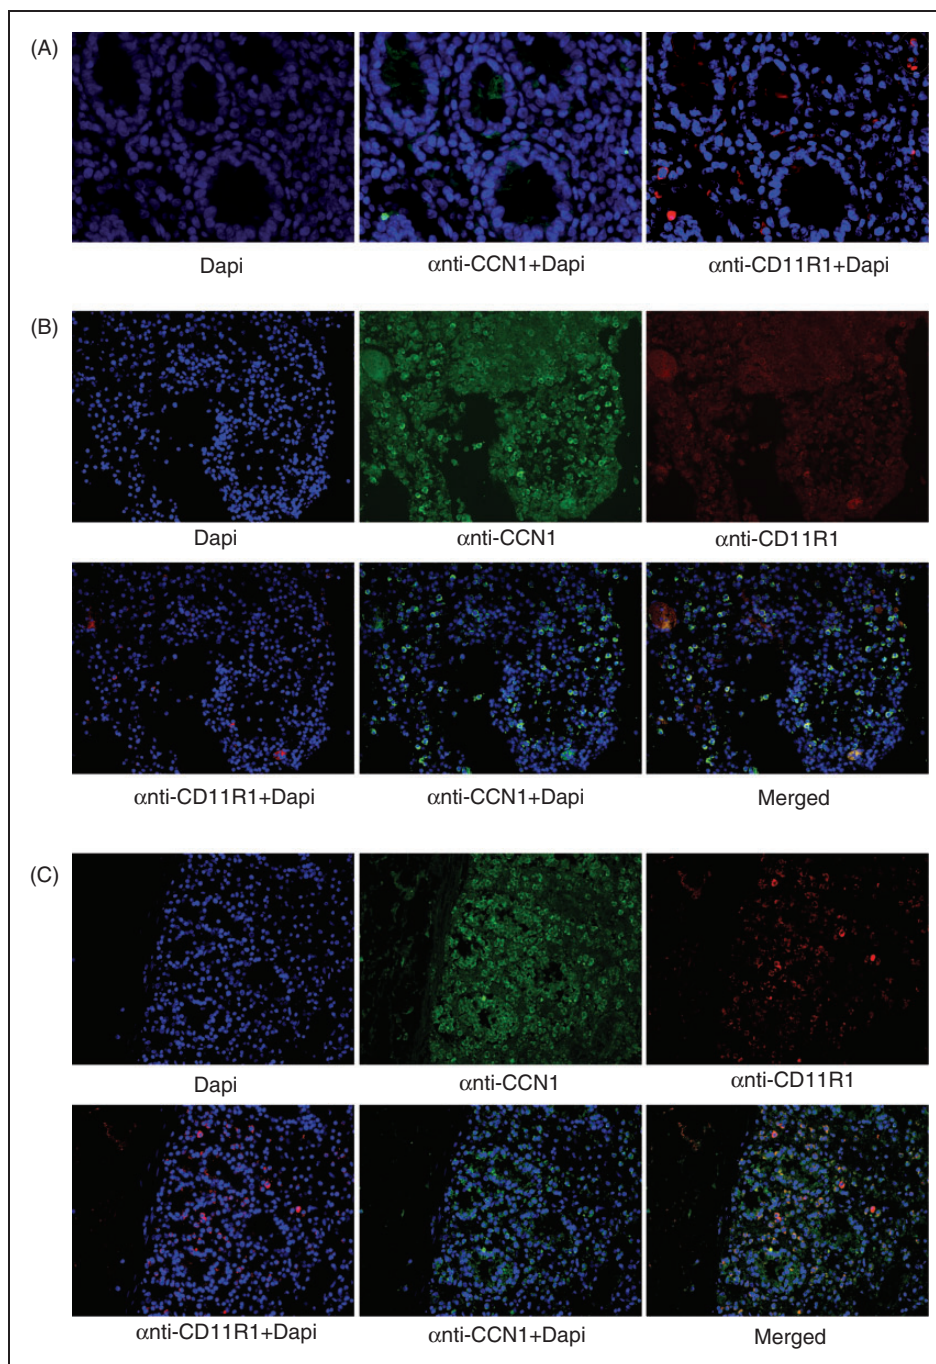 (A)
Dapi
αnti-CCN1+Dapi
αnti-CD11R1+Dapi
(B)
Dapi
αnti-CCN1
αnti-CD11R1
αnti-CD11R1+Dapi
αnti-CCN1+Dapi
Merged
(C)
Dapi
αnti-CCN1
αnti-CD11R1
αnti-CD11R1+Dapi
αnti-CCN1+Dapi
Merged